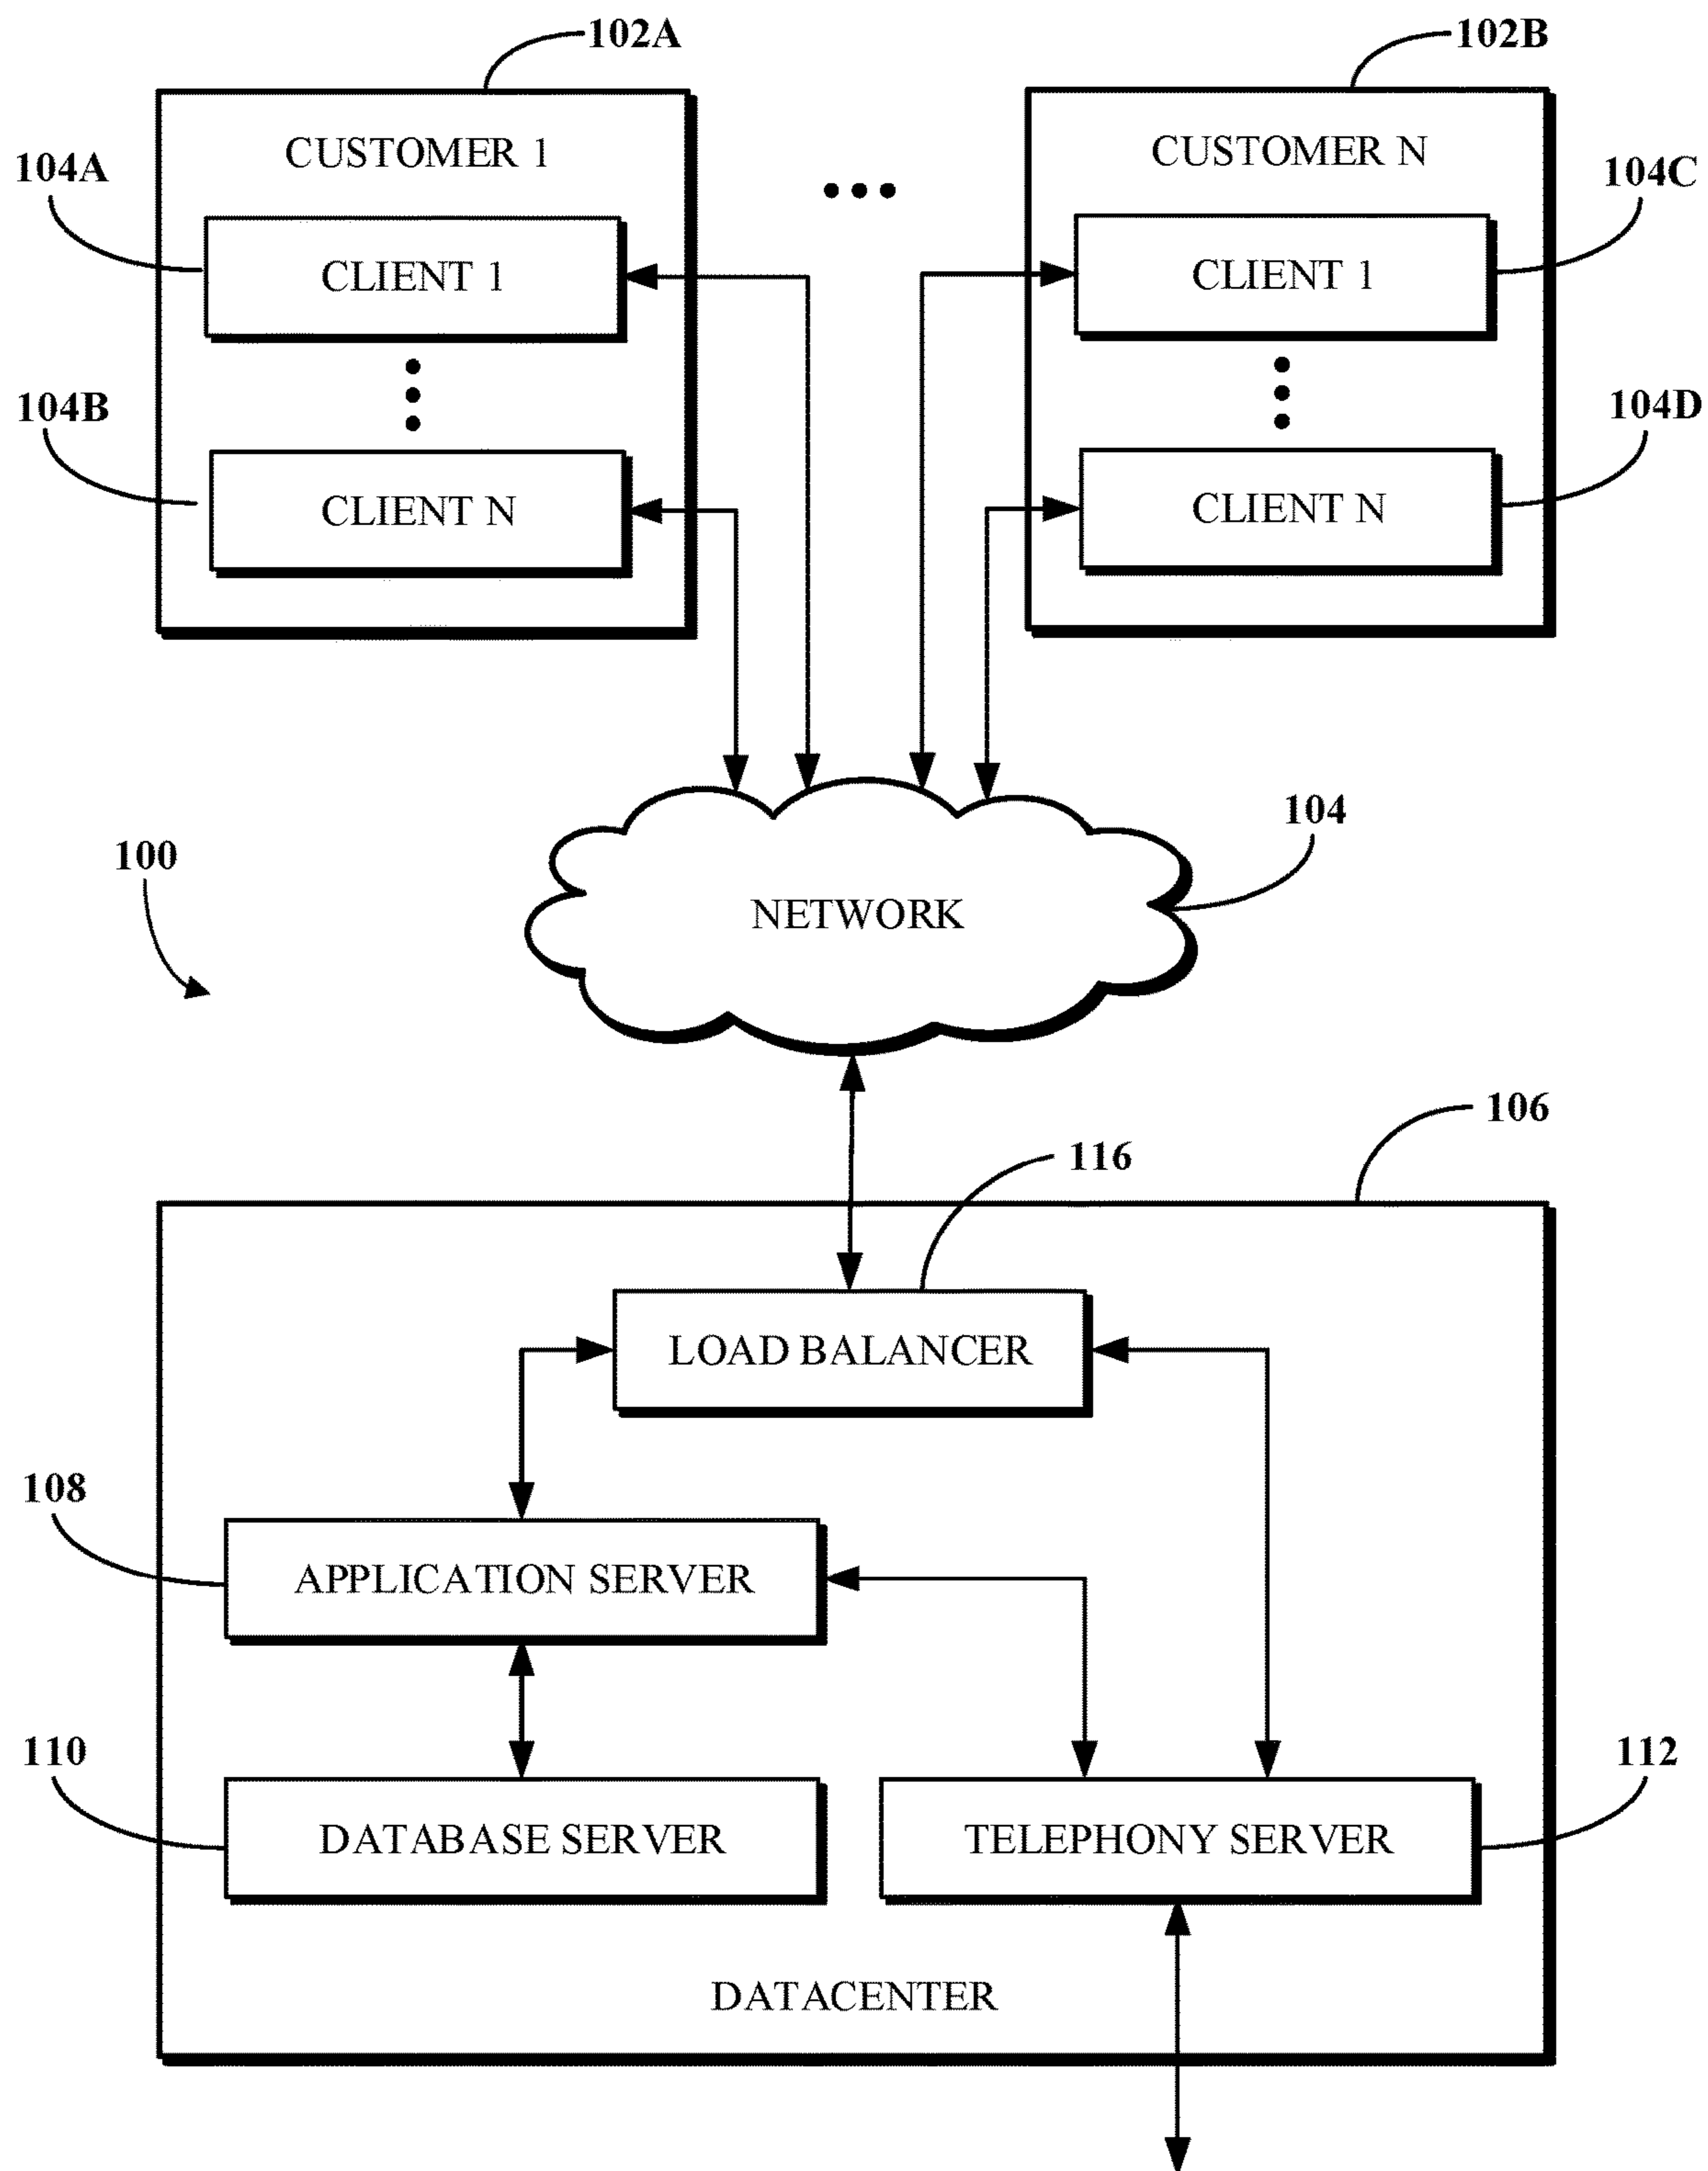 102A
102B
CUSTOMER 1
CUSTOMER N
104A
104C
CLIENT 1
CLIENT 1
104B
104D
CLIENT N
CLIENT N
104
100
NETWORK
106
116
LOAD BALANCER
108
APPLICATION SERVER
110
112
DATABASE SERVER
TELEPHONY SERVER
DATACENTER